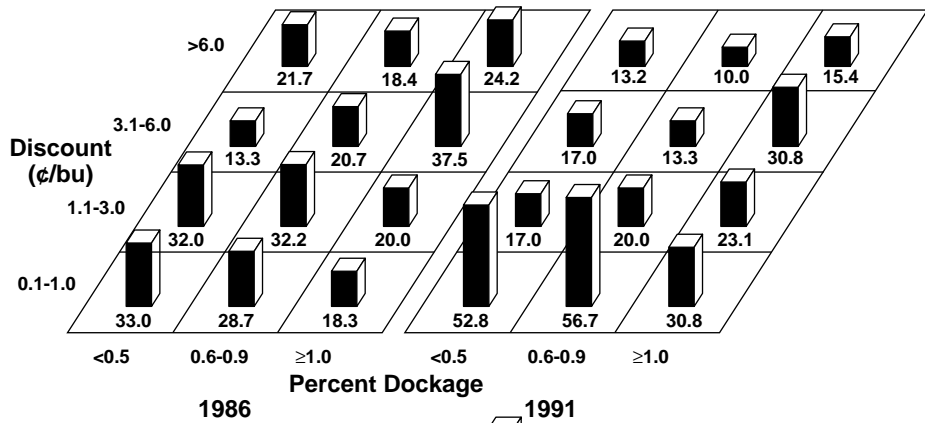 >6.0
21.7 18.4 24.2 13.2 10.0 15.4
3.1-6.0
13.3 20.7 37.5 17.0 13.3 30.8
Discount
(¢/bu)
1.1-3.0
32.0 32.2 20.0 17.0 20.0 23.1
0.1-1.0
33.0 28.7 18.3 52.8 56.7 30.8
<0.5 0.6-0.9 ≥1.0 <0.5 0.6-0.9 ≥1.0
Percent Dockage
1986 1991